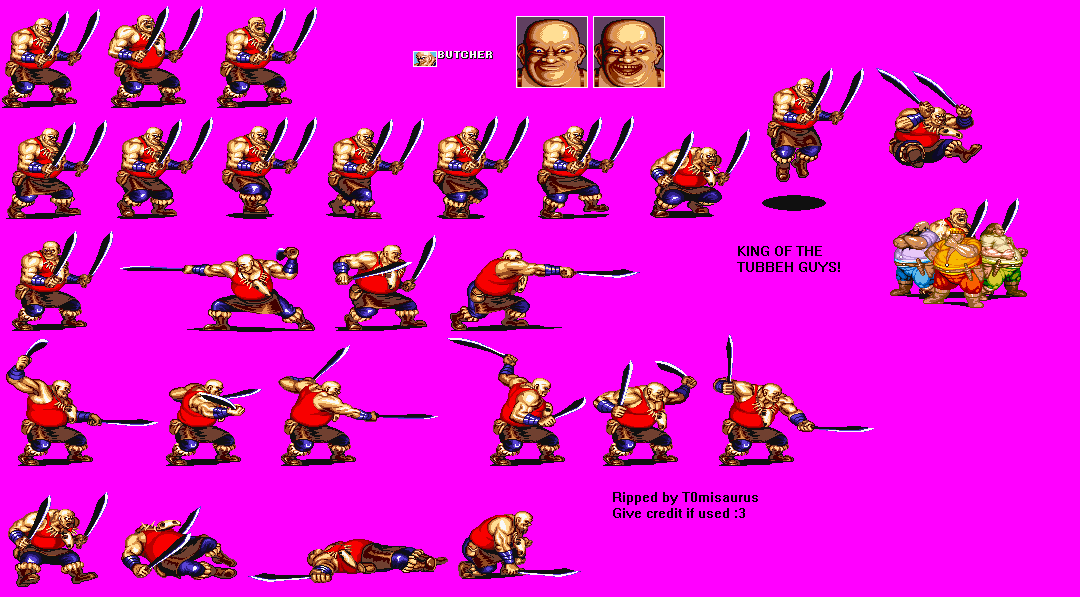 BUTCHER
KING OF THE
TUBBEH GUYS!
Ripped by T0misaurus
Give credit if used :3